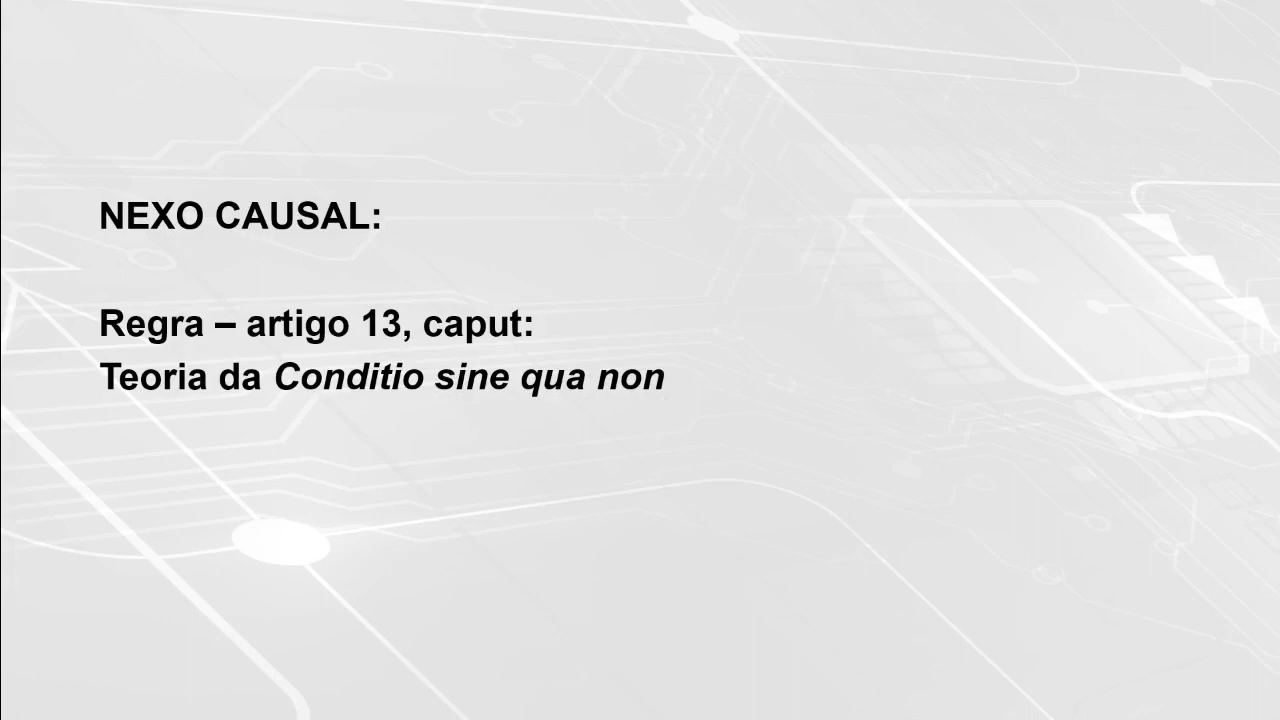 NEXO CAUSAL:
Regra – artigo 13, caput:
Teoria da Conditio sine qua non